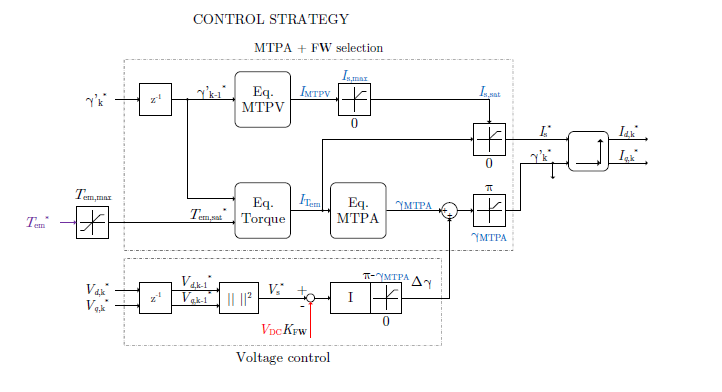 CONTROL STRATEGY
MTPA + FW selection
γ'k* z-1 γ'k-1* Eq. MTPV IMTPV Is,max 0 Is,sat
0
Is*
γ'k*
Id,k*
Iq,k*
Tem* Tem,max Tem,sat* Eq. Torque ITem Eq. MTPA γMTPA + + π γMTPA
Vd,k*
Vq,k*
z-1
Vd,k-1*
Vq,k-1*
|| ||2 Vs* + - I π-γMTPA 0 Δγ
VDCKFW
Voltage control